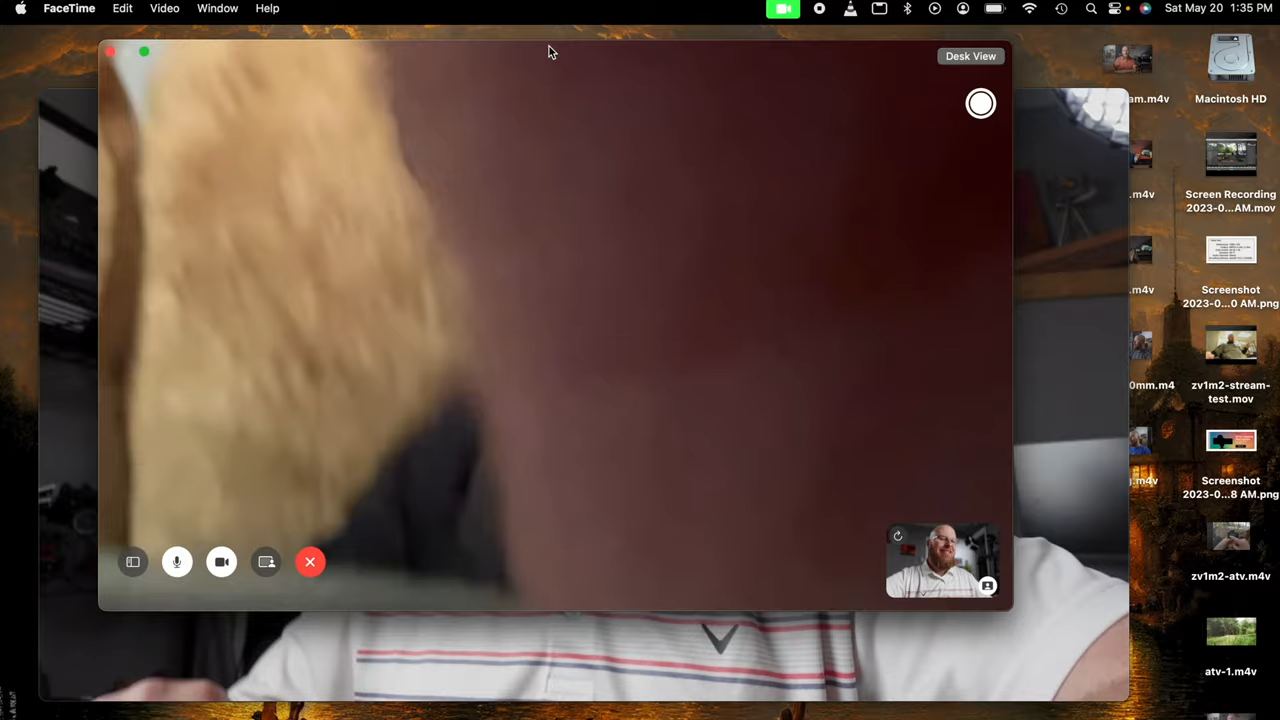 FaceTime Edit Video Window Help
Sat May 20 1:35 PM
Desk View
am.m4v
Macintosh HD
.m4v
Screen Recording
2023-0...AM.mov
.m4v
Screenshot
2023-0...0 AM.png
0mm.m4
zv1m2-stream-
test.mov
g.m4v
Screenshot
2023-0...8 AM.png
zv1m2-atv.m4v
atv-1.m4v